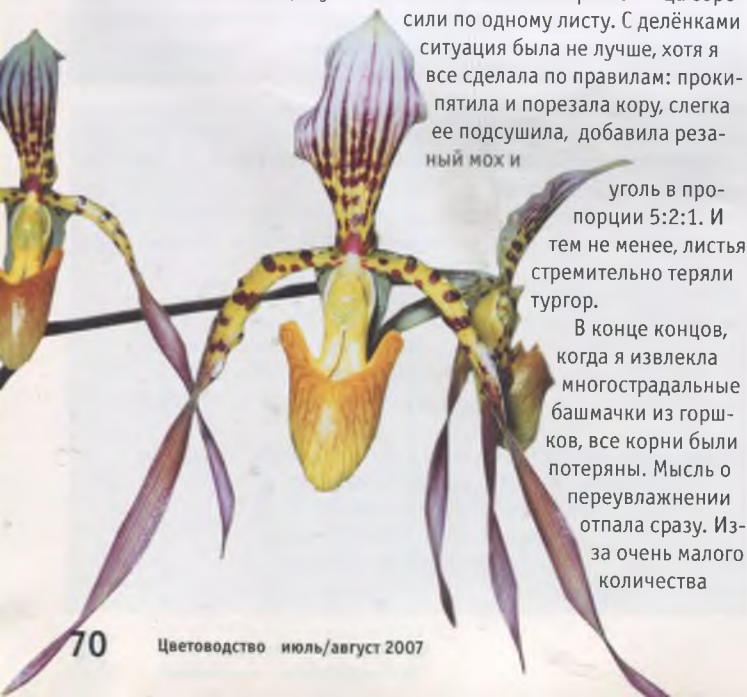 сили по одному листу. С делёнками
ситуация была не лучше, хотя я
все сделала по правилам: проки-
пятила и порезала кору, слегка
ее подсушила, добавила реза-
ный мох и
уголь в про-
порции 5:2:1. И
тем не менее, листья
стремительно теряли
тургор.
В конце концов,
когда я извлекла
многострадальные
башмачки из горш-
ков, все корни были
потеряны. Мысль о
переувлажнении
отпала сразу. Из-
за очень малого
количества
70 Цветоводство июль/август 2007